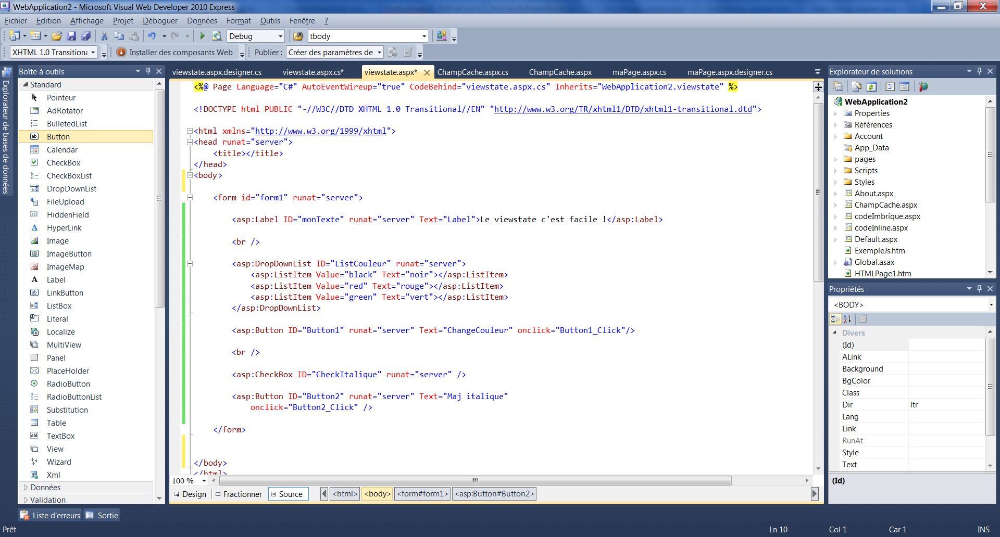 WebApplication2 - Microsoft Visual Web Developer 2010 Express
Fichier Edition Affichage Projet Déboguer Données Format Outils Fenêtre ?
Debug tbody
XHTML 1.0 Transitiona Installer des composants Web Publier : Créer des paramètres de
Explorateur de bases de données
Boîte à outils
Standard
Pointeur
AdRotator
BulletedList
Button
Calendar
CheckBox
CheckBoxList
DropDownList
FileUpload
HiddenField
HyperLink
Image
ImageButton
ImageMap
Label
LinkButton
ListBox
Literal
Localize
MultiView
Panel
PlaceHolder
RadioButton
RadioButtonList
Substitution
Table
TextBox
View
Wizard
Xml
Données
Validation
viewstate.aspx.designer.cs viewstate.aspx.cs* viewstate.aspx* ChampCache.aspx.cs ChampCache.aspx maPage.aspx.cs maPage.aspx.designer.cs
<%@ Page Language="C#" AutoEventWireup="true" CodeBehind="viewstate.aspx.cs" Inherits="WebApplication2.viewstate" %>
<!DOCTYPE html PUBLIC "-//W3C//DTD XHTML 1.0 Transitional//EN" "http://www.w3.org/TR/xhtml1/DTD/xhtml1-transitional.dtd">
<html xmlns="http://www.w3.org/1999/xhtml">
<head runat="server">
<title></title>
</head>
<body>
<form id="form1" runat="server">
<asp:Label ID="monTexte" runat="server" Text="Label">Le viewstate c'est facile !</asp:Label>
<br />
<asp:DropDownList ID="ListCouleur" runat="server">
<asp:ListItem Value="black" Text="noir"></asp:ListItem>
<asp:ListItem Value="red" Text="rouge"></asp:ListItem>
<asp:ListItem Value="green" Text="vert"></asp:ListItem>
</asp:DropDownList>
<asp:Button ID="Button1" runat="server" Text="ChangeCouleur" onclick="Button1_Click"/>
<br />
<asp:CheckBox ID="CheckItalique" runat="server" />
<asp:Button ID="Button2" runat="server" Text="Maj italique"
onclick="Button2_Click" />
</form>
</body>
</html>
100 %
Design Fractionner Source <html> <body> <form#form1> <asp:Button#Button2>
Explorateur de solutions
WebApplication2
Properties
Références
Account
App_Data
pages
Scripts
Styles
About.aspx
ChampCache.aspx
codeImbrique.aspx
codeInline.aspx
Default.aspx
ExempleJs.htm
Global.asax
HTMLPage1.htm
Propriétés
<BODY>
Divers
(Id)
ALink
Background
BgColor
Class
Dir ltr
Lang
Link
RunAt
Style
Text
(Id)
Liste d'erreurs Sortie
Prêt Ln 10 Col 1 Car 1 INS